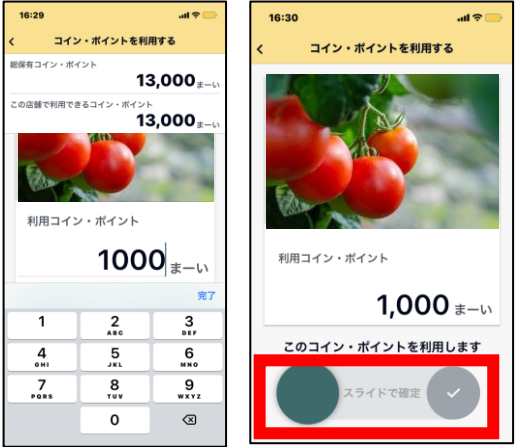 16:29
コイン・ポイントを利用する
総保有コイン・ポイント
13,000まーい
この店舗で利用できるコイン・ポイント
13,000まーい
利用コイン・ポイント
1000まーい
完了
1
2 ABC
3 DEF
4 GHI
5 JKL
6 MNO
7 PQRS
8 TUV
9 WXYZ
0
16:30
コイン・ポイントを利用する
利用コイン・ポイント
1,000まーい
このコイン・ポイントを利用します
スライドで確定